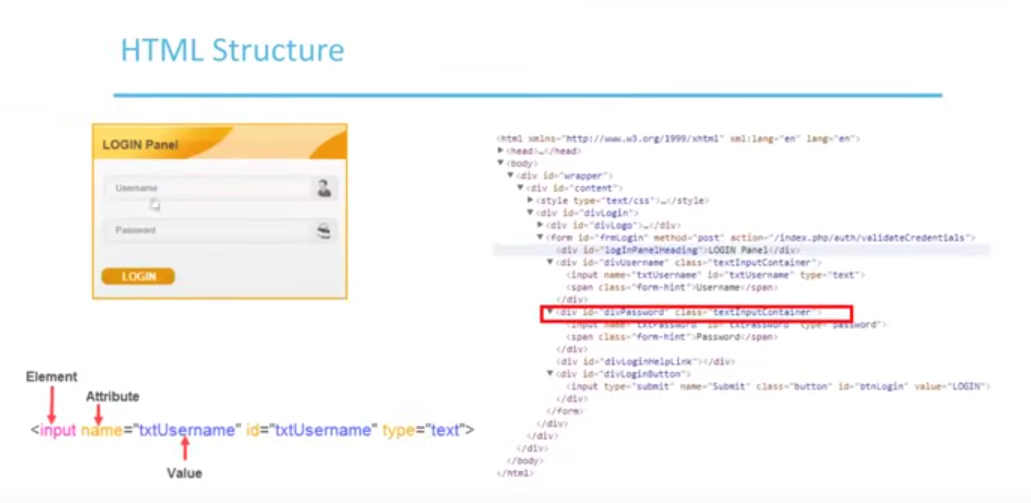 HTML Structure
LOGIN Panel
Username
Password
LOGIN
Element
Attribute
<input name="txtUsername" id="txtUsername" type="text">
Value
<html xmlns="http://www.w3.org/1999/xhtml" xml:lang="en" lang="en">
▶<head>…</head>
▼<body>
▼<div id="wrapper">
▼<div id="content">
▶<style type="text/css">…</style>
▼<div id="divLogin">
▶<div id="divLogo">…</div>
▼<form id="frmLogin" method="post" action="/index.php/auth/validateCredentials">
<div id="logInPanelHeading">LOGIN Panel</div>
▼<div id="divUsername" class="textInputContainer">
<input name="txtUsername" id="txtUsername" type="text">
<span class="form-hint">Username</span>
</div>
▼<div id="divPassword" class="textInputContainer">
<input name="txtPassword" id="txtPassword" type="password">
<span class="form-hint">Password</span>
</div>
<div id="divLoginHelpLink"></div>
▼<div id="divLoginButton">
<input type="submit" name="Submit" class="button" id="btnLogin" value="LOGIN">
</div>
</form>
</div>
</div>
</div>
</body>
</html>